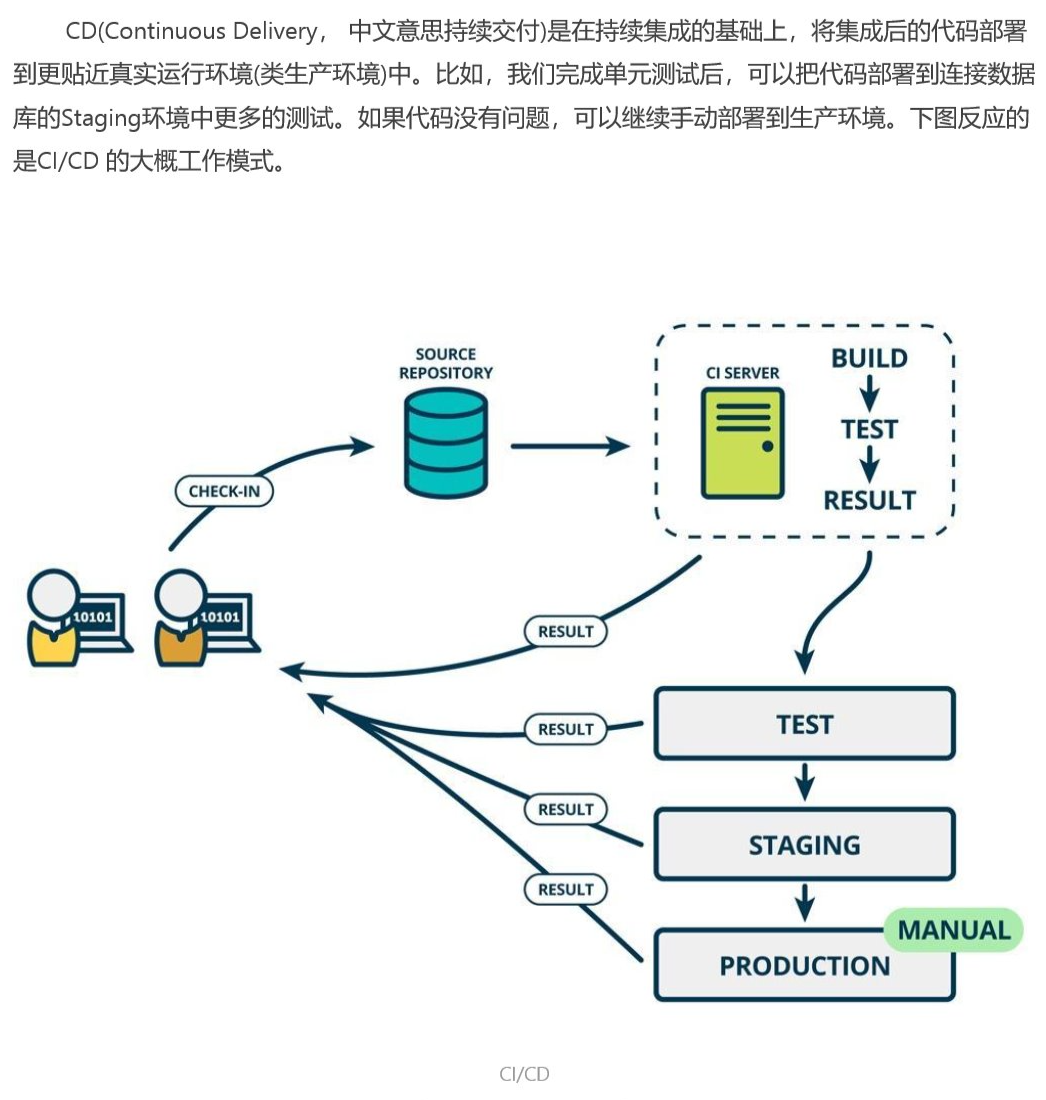 CD(Continuous Delivery， 中文意思持续交付)是在持续集成的基础上，将集成后的代码部署
到更贴近真实运行环境(类生产环境)中。比如，我们完成单元测试后，可以把代码部署到连接数据
库的Staging环境中更多的测试。如果代码没有问题，可以继续手动部署到生产环境。下图反应的
是CI/CD 的大概工作模式。
SOURCE
REPOSITORY
CI SERVER
BUILD
TEST
RESULT
CHECK-IN
10101
10101
RESULT
RESULT
TEST
RESULT
STAGING
RESULT
MANUAL
PRODUCTION
CI/CD